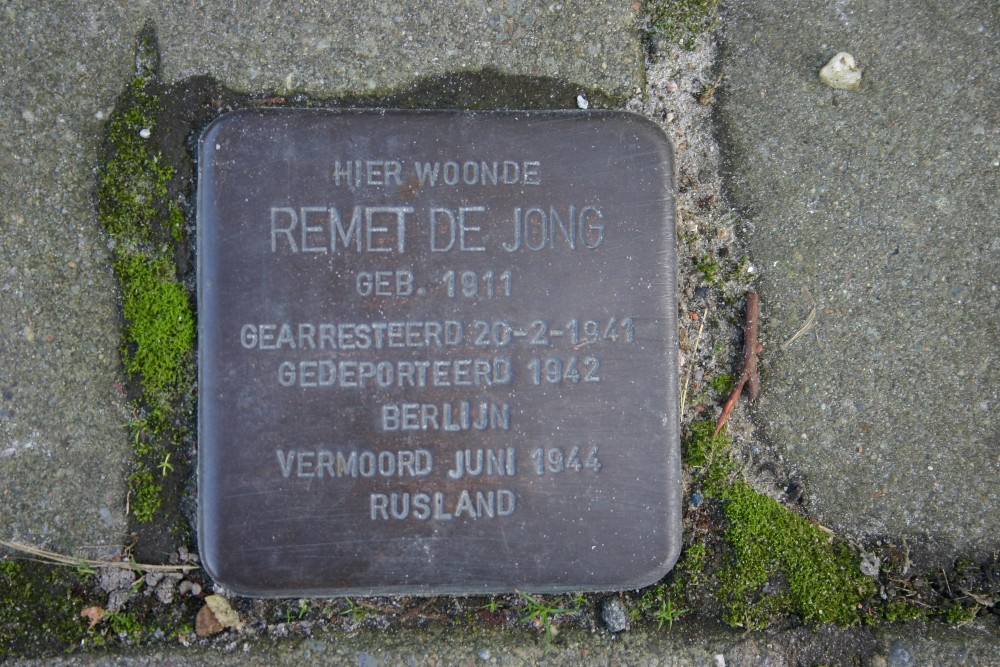 HIER WOONDE
REMET DE JONG
GEB. 1911
GEARRESTEERD 20-2-1941
GEDEPORTEERD 1942
BERLIJN
VERMOORD JUNI 1944
RUSLAND